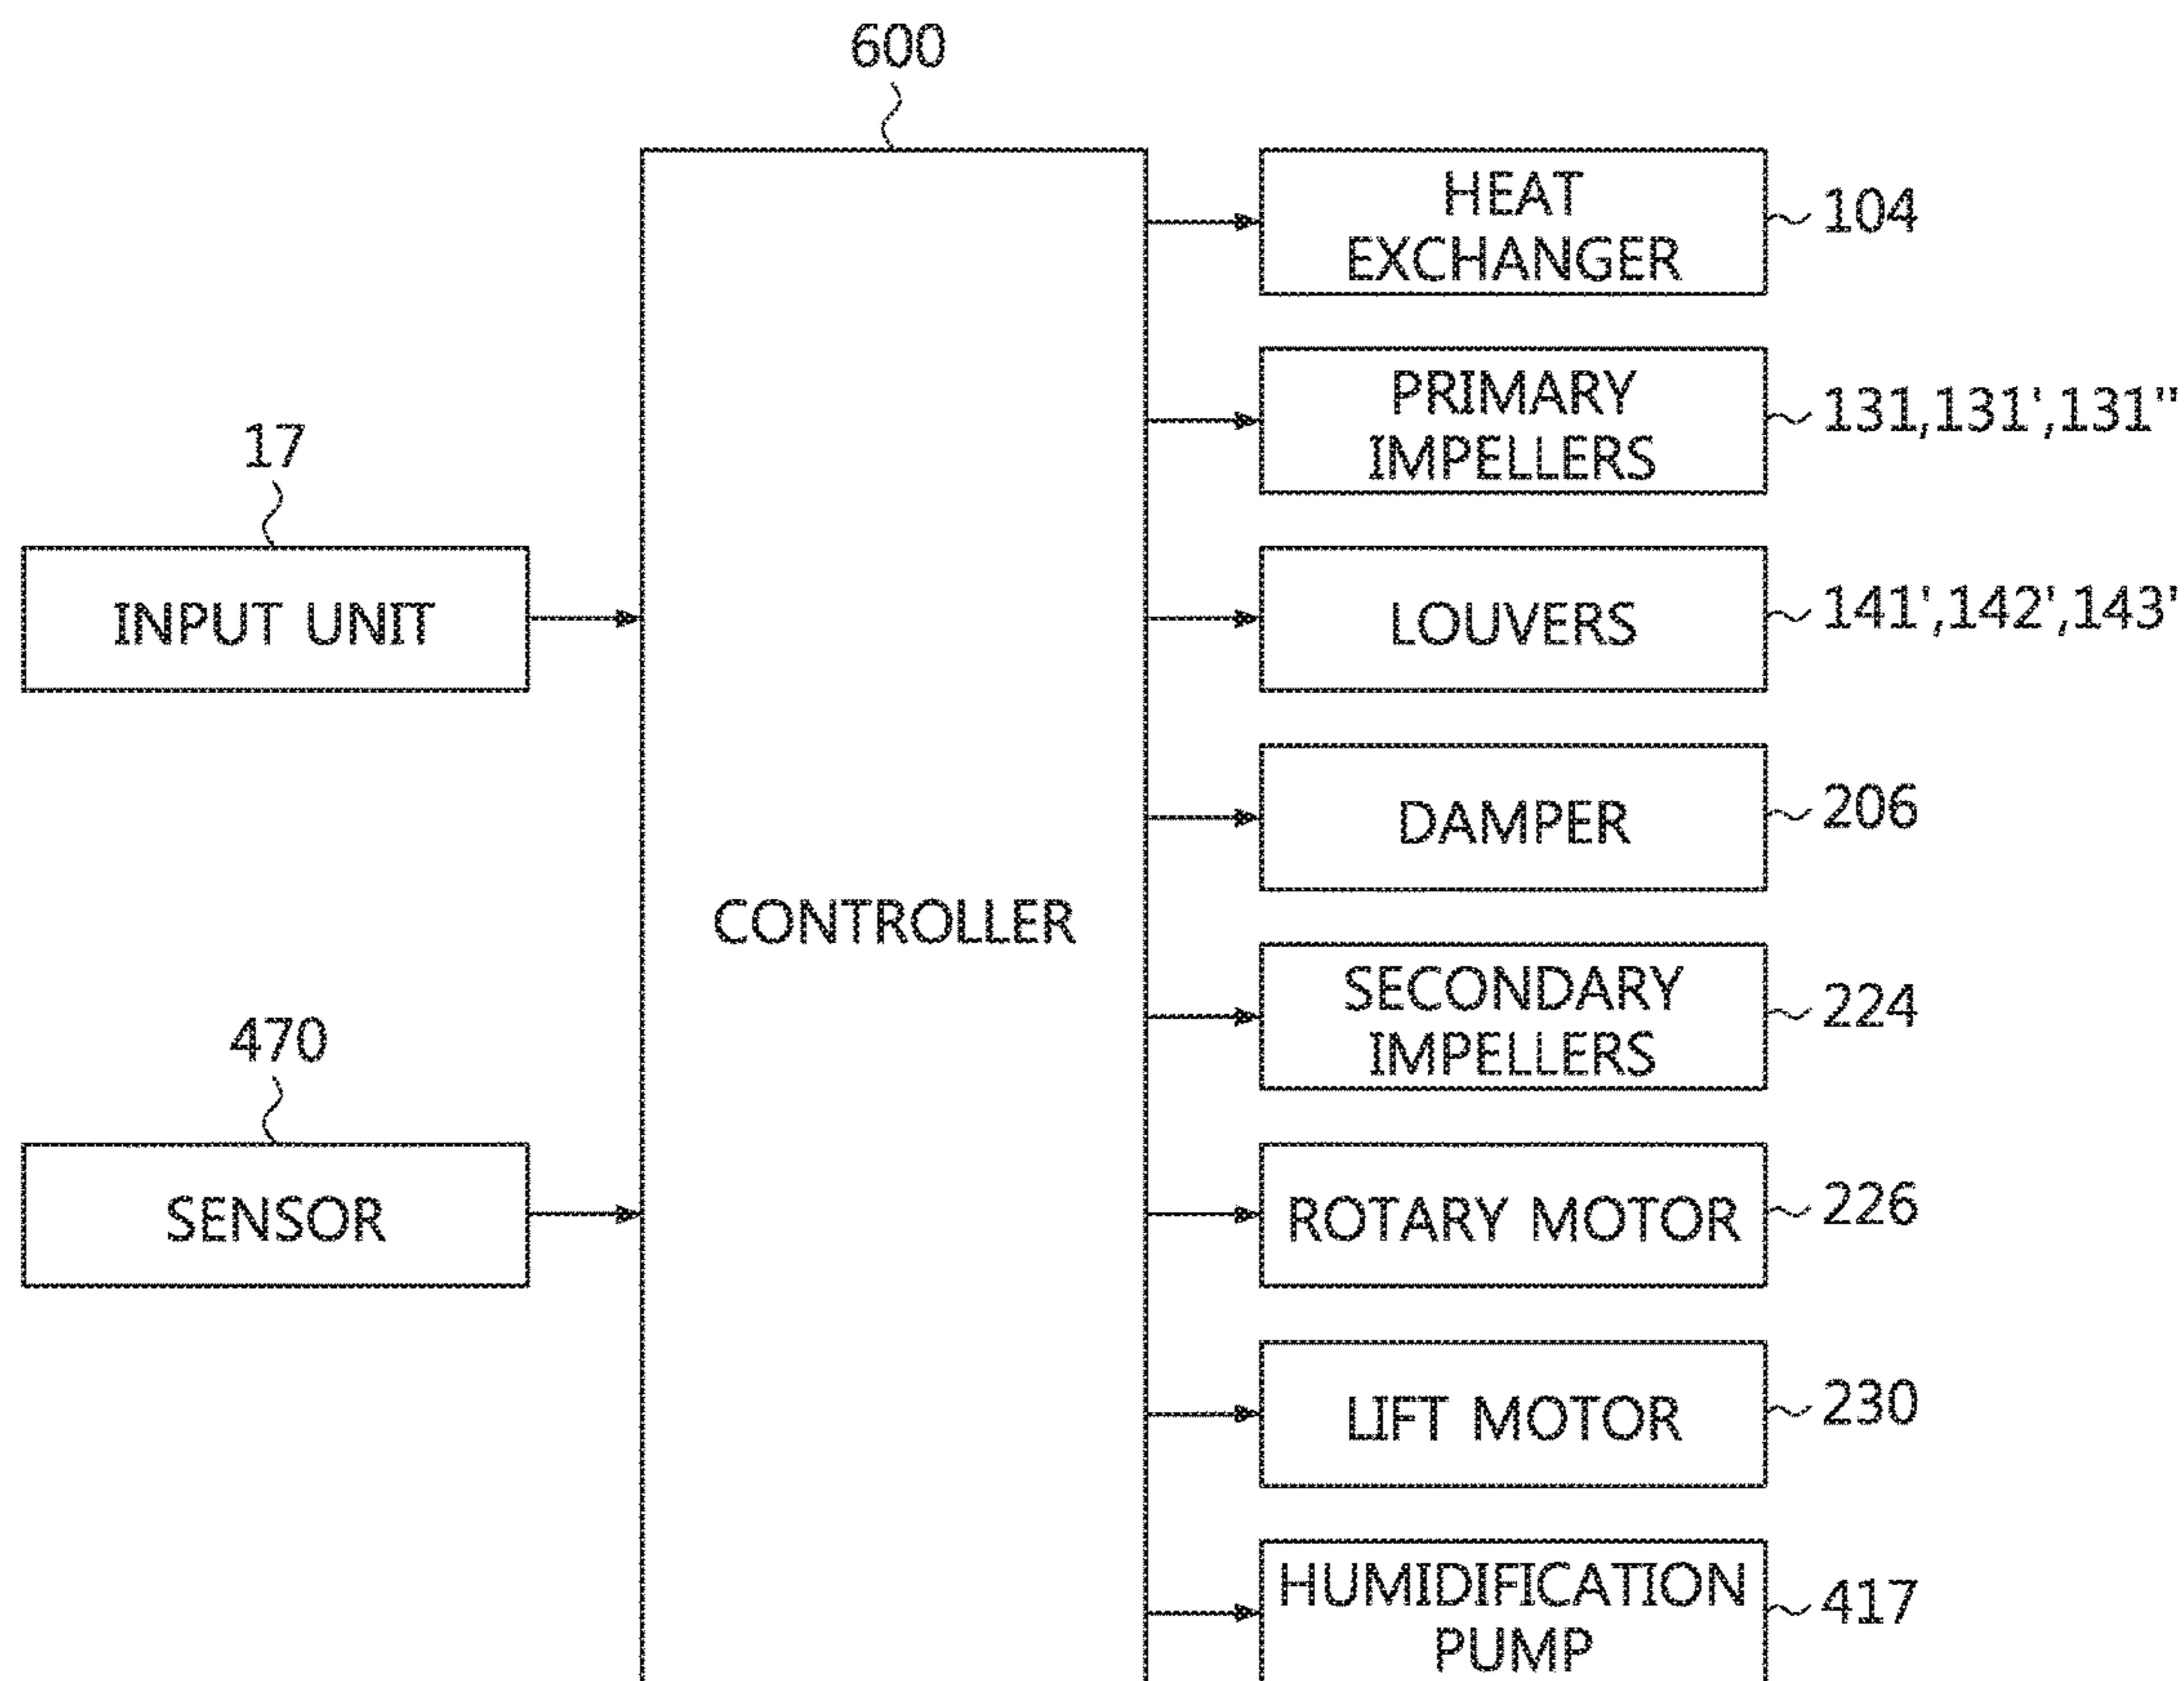 600
HEAT
EXCHANGER
104
PRIMARY
IMPELLERS
131,131',131"
17
INPUT UNIT
LOUVERS
141',142',143'
DAMPER
206
CONTROLLER
SECONDARY
IMPELLERS
224
470
SENSOR
ROTARY MOTOR
226
LIFT MOTOR
230
HUMIDIFICATION
PUMP
417